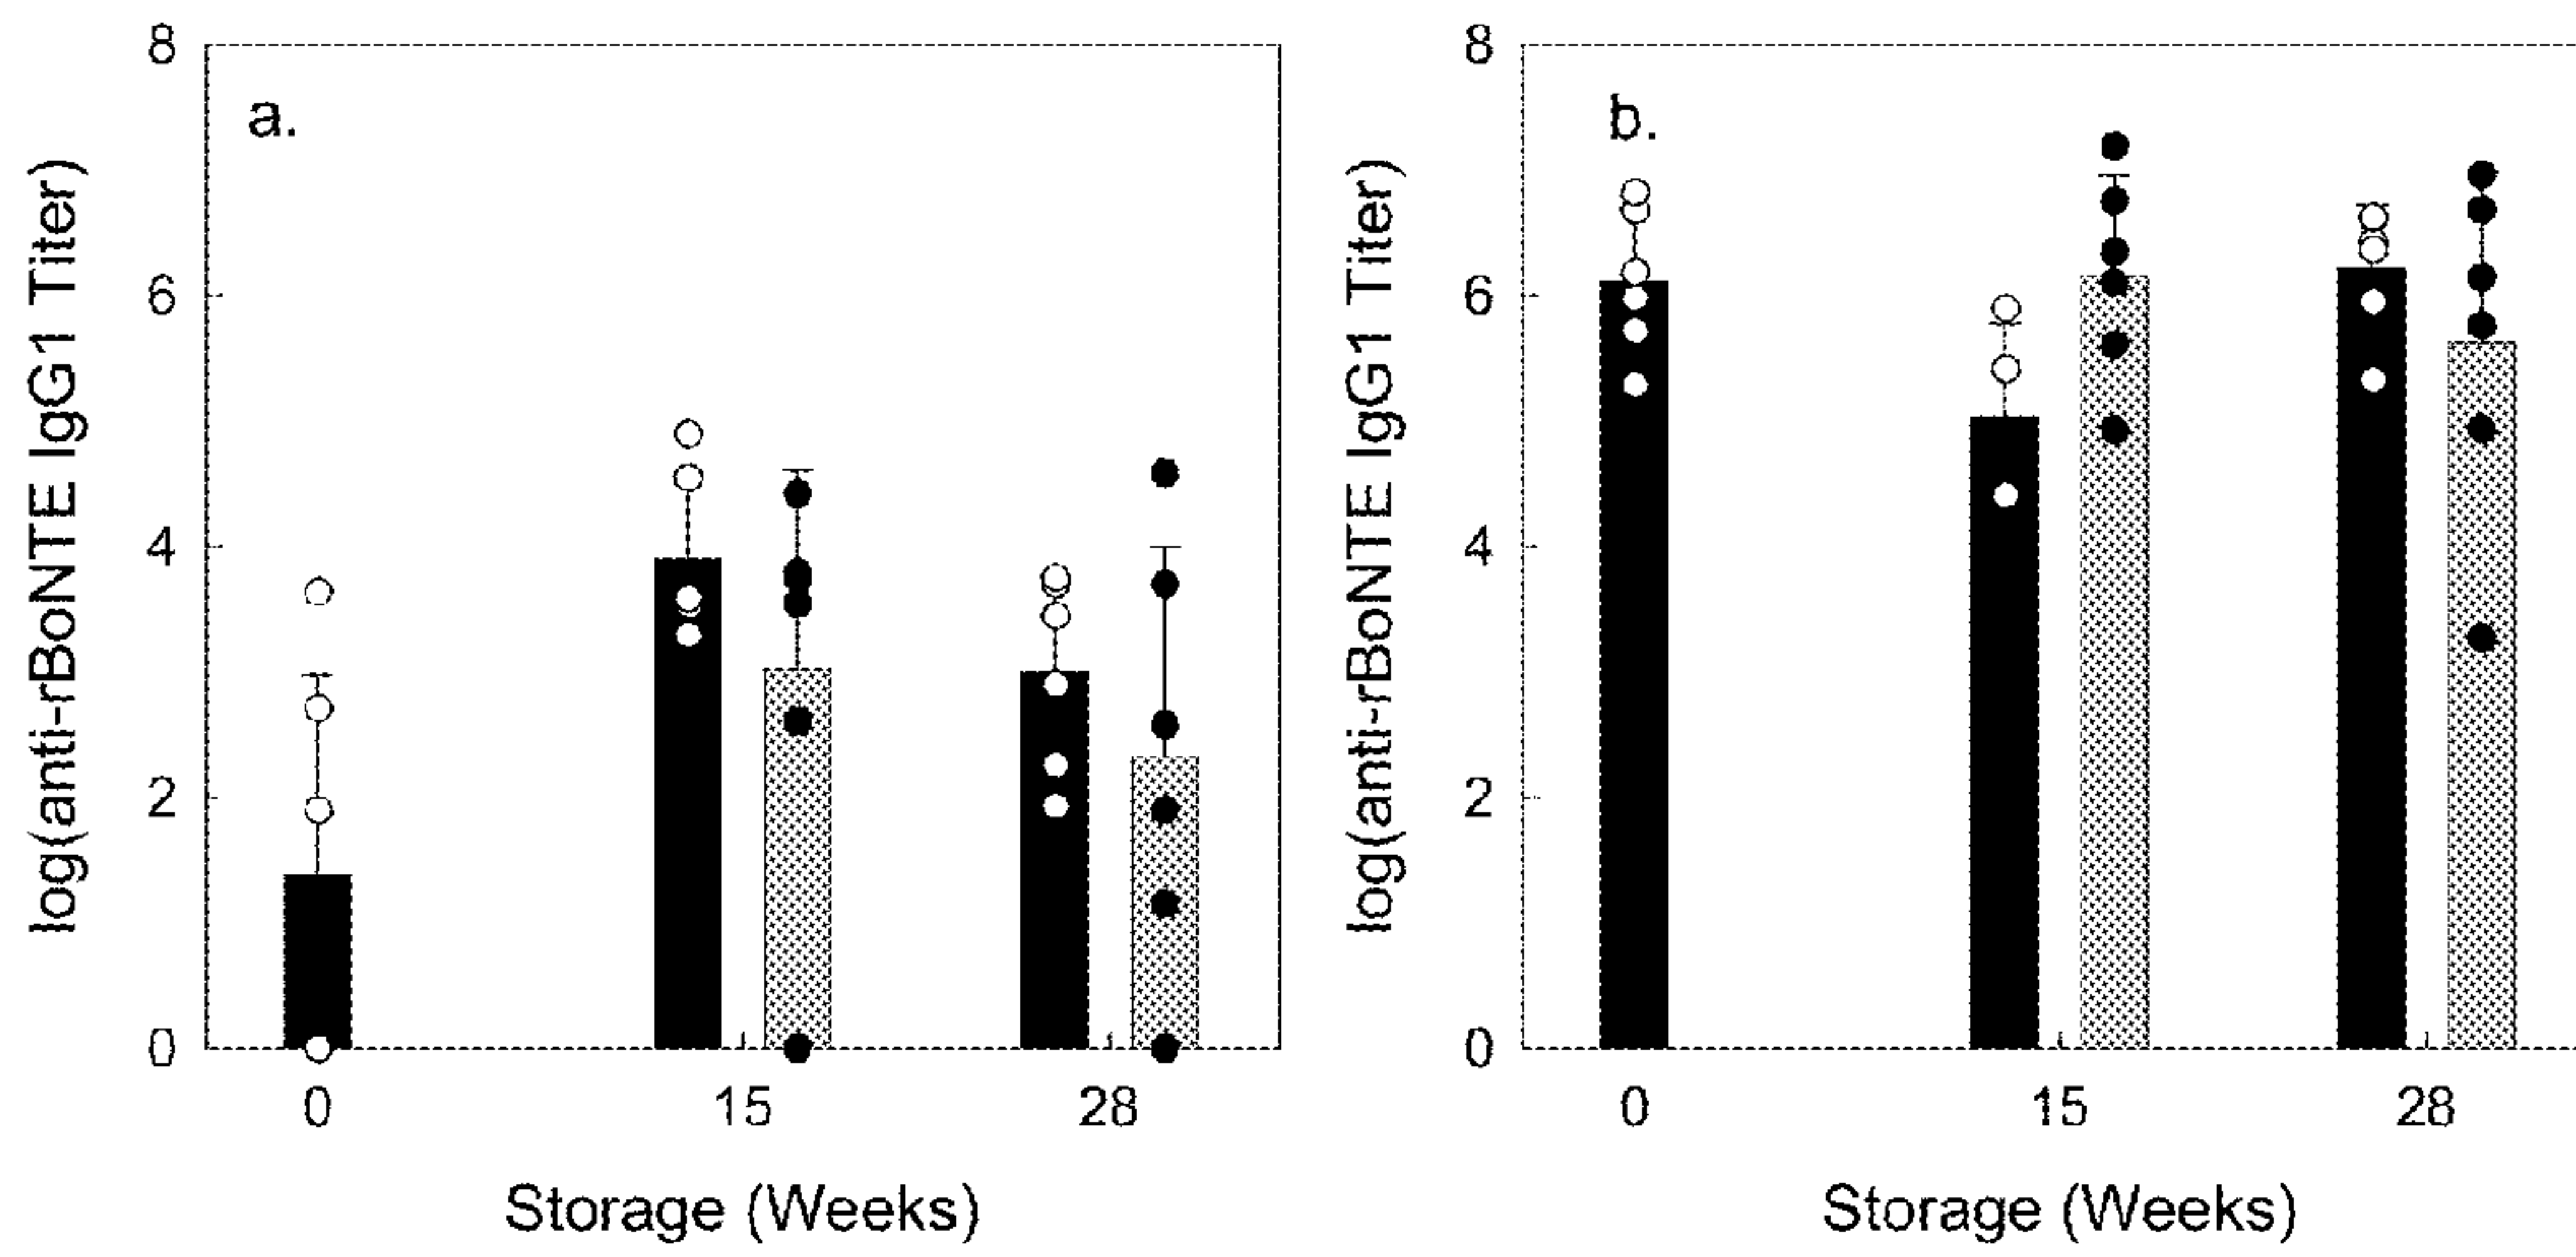 a.
log(anti-rBoNTE IgG1 Titer)
8
6
4
2
0
0 15 28
Storage (Weeks)
b.
log(anti-rBoNTE IgG1 Titer)
8
6
4
2
0
0 15 28
Storage (Weeks)